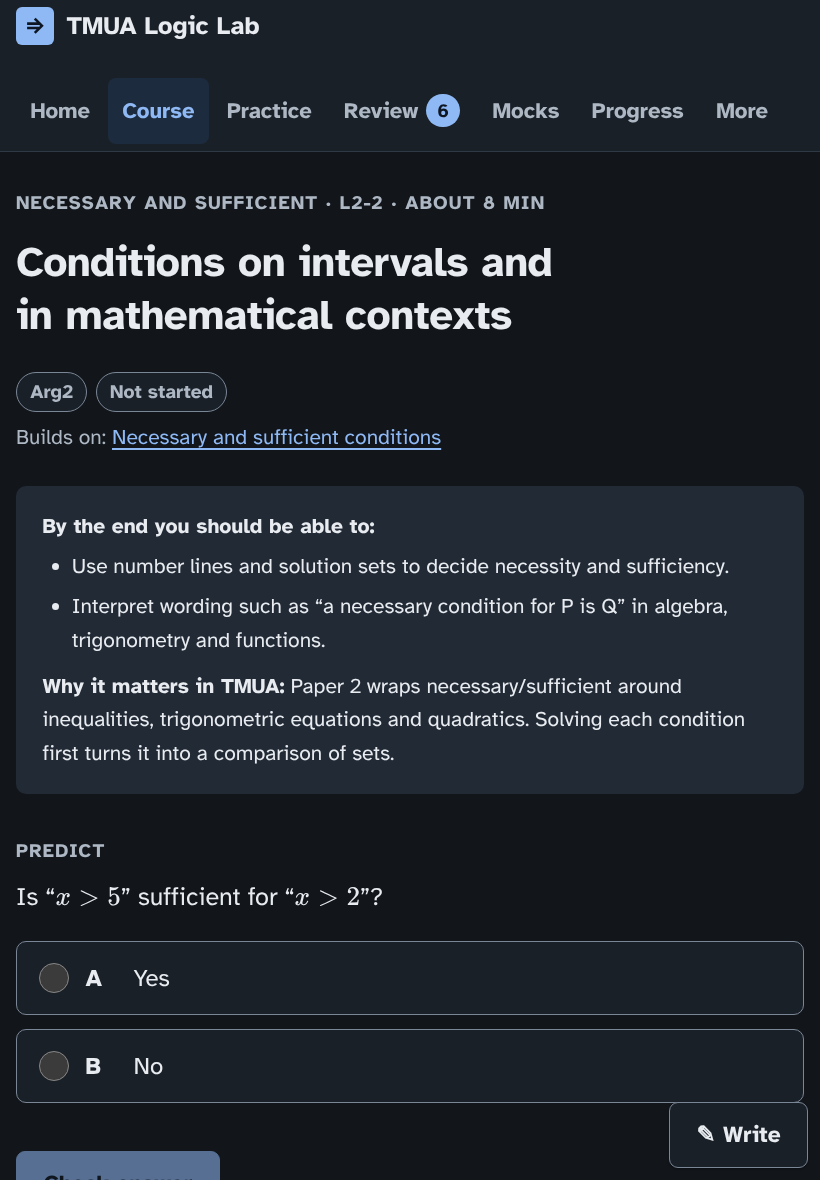 TMUA Logic Lab
Home Course Practice Review 6 Mocks Progress More
NECESSARY AND SUFFICIENT · L2-2 · ABOUT 8 MIN
Conditions on intervals and
in mathematical contexts
Arg2 Not started
Builds on: Necessary and sufficient conditions
By the end you should be able to:
• Use number lines and solution sets to decide necessity and sufficiency.
• Interpret wording such as “a necessary condition for P is Q” in algebra,
trigonometry and functions.
Why it matters in TMUA: Paper 2 wraps necessary/sufficient around
inequalities, trigonometric equations and quadratics. Solving each condition
first turns it into a comparison of sets.
PREDICT
Is “x > 5” sufficient for “x > 2”?
A Yes
B No
✎ Write